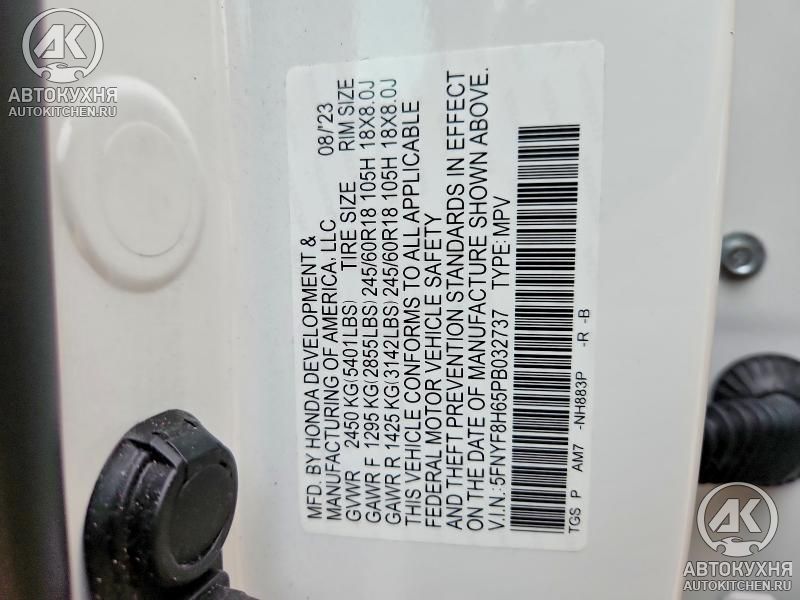 AK
АВТОКУХНЯ
AUTOKITCHEN.RU
MFD. BY HONDA DEVELOPMENT &
MANUFACTURING OF AMERICA, LLC 08/'23
GVWR 2450 KG(5401LBS) TIRE SIZE RIM SIZE
GAWR F 1295 KG(2855LBS) 245/60R18 105H 18X8.0J
GAWR R 1425 KG(3142LBS) 245/60R18 105H 18X8.0J
THIS VEHICLE CONFORMS TO ALL APPLICABLE
FEDERAL MOTOR VEHICLE SAFETY
AND THEFT PREVENTION STANDARDS IN EFFECT
ON THE DATE OF MANUFACTURE SHOWN ABOVE.
V.I.N.: 5FNYF8H65PB032737 TYPE: MPV
TGS P AM7 -NH883P -R -B
AK
АВТОКУХНЯ
AUTOKITCHEN.RU